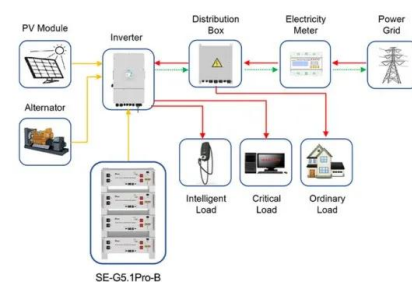 PV Module
Inverter
Distribution
Box
Electricity
Meter
Power
Grid
Alternator
Intelligent
Load
Critical
Load
Ordinary
Load
SE-G5.1Pro-B